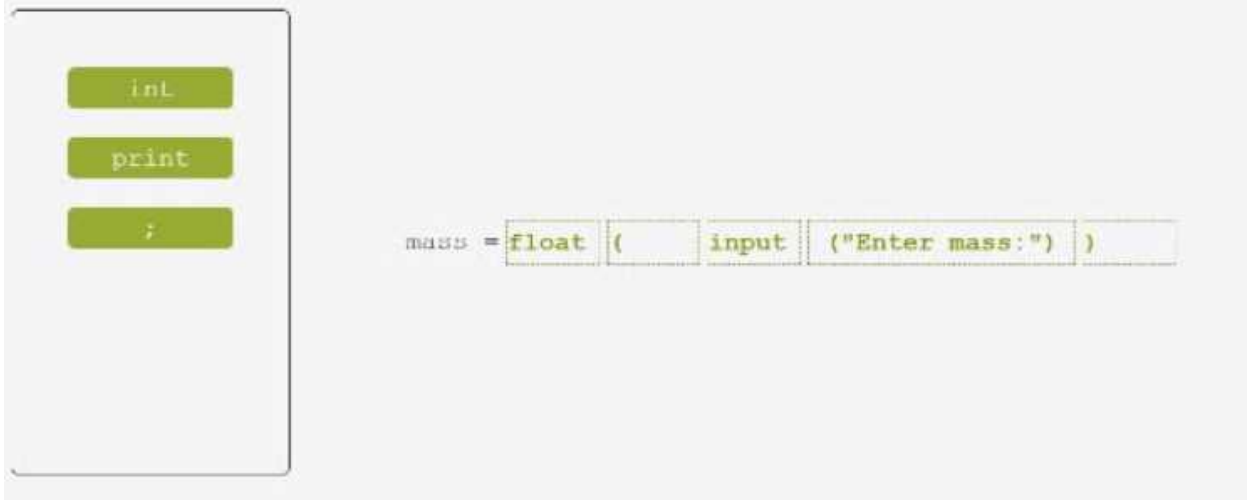 int
print
;
mass = float ( input ("Enter mass:") )